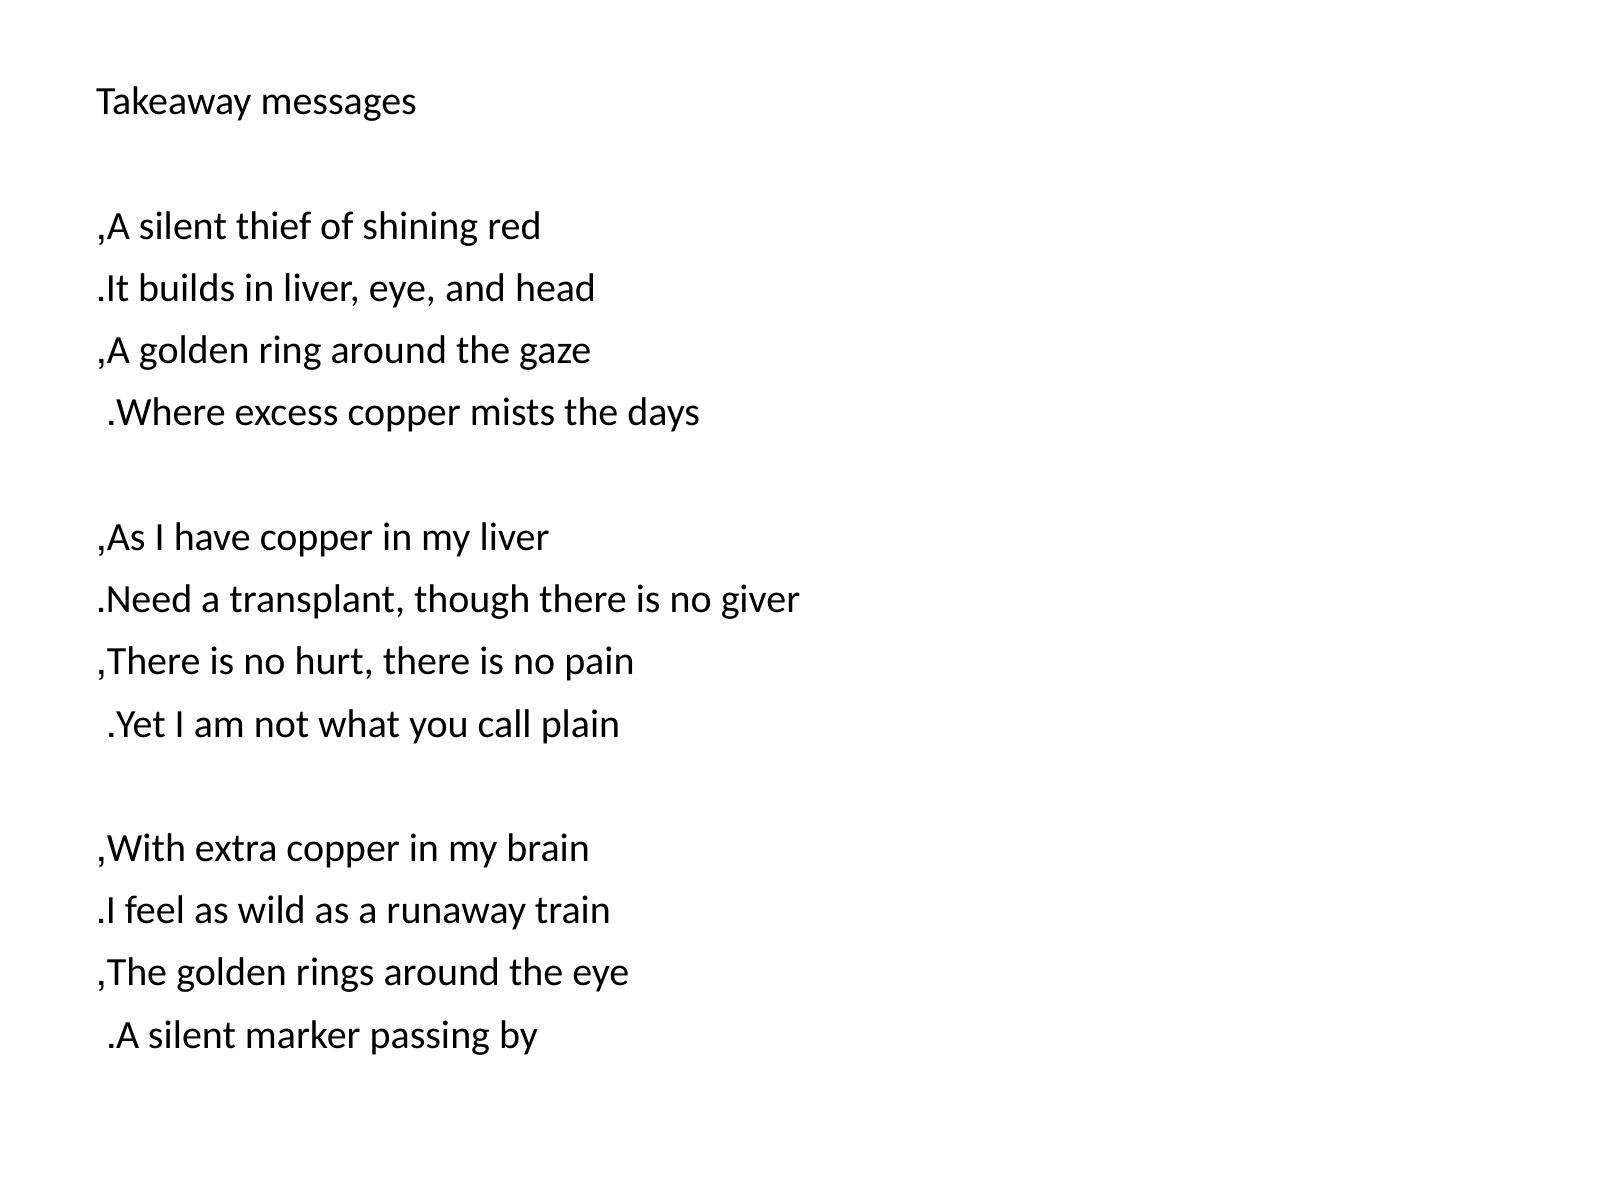 Takeaway messages
,A silent thief of shining red
.It builds in liver, eye, and head
,A golden ring around the gaze
.Where excess copper mists the days
,As I have copper in my liver
.Need a transplant, though there is no giver
,There is no hurt, there is no pain
.Yet I am not what you call plain
,With extra copper in my brain
.I feel as wild as a runaway train
,The golden rings around the eye
.A silent marker passing by